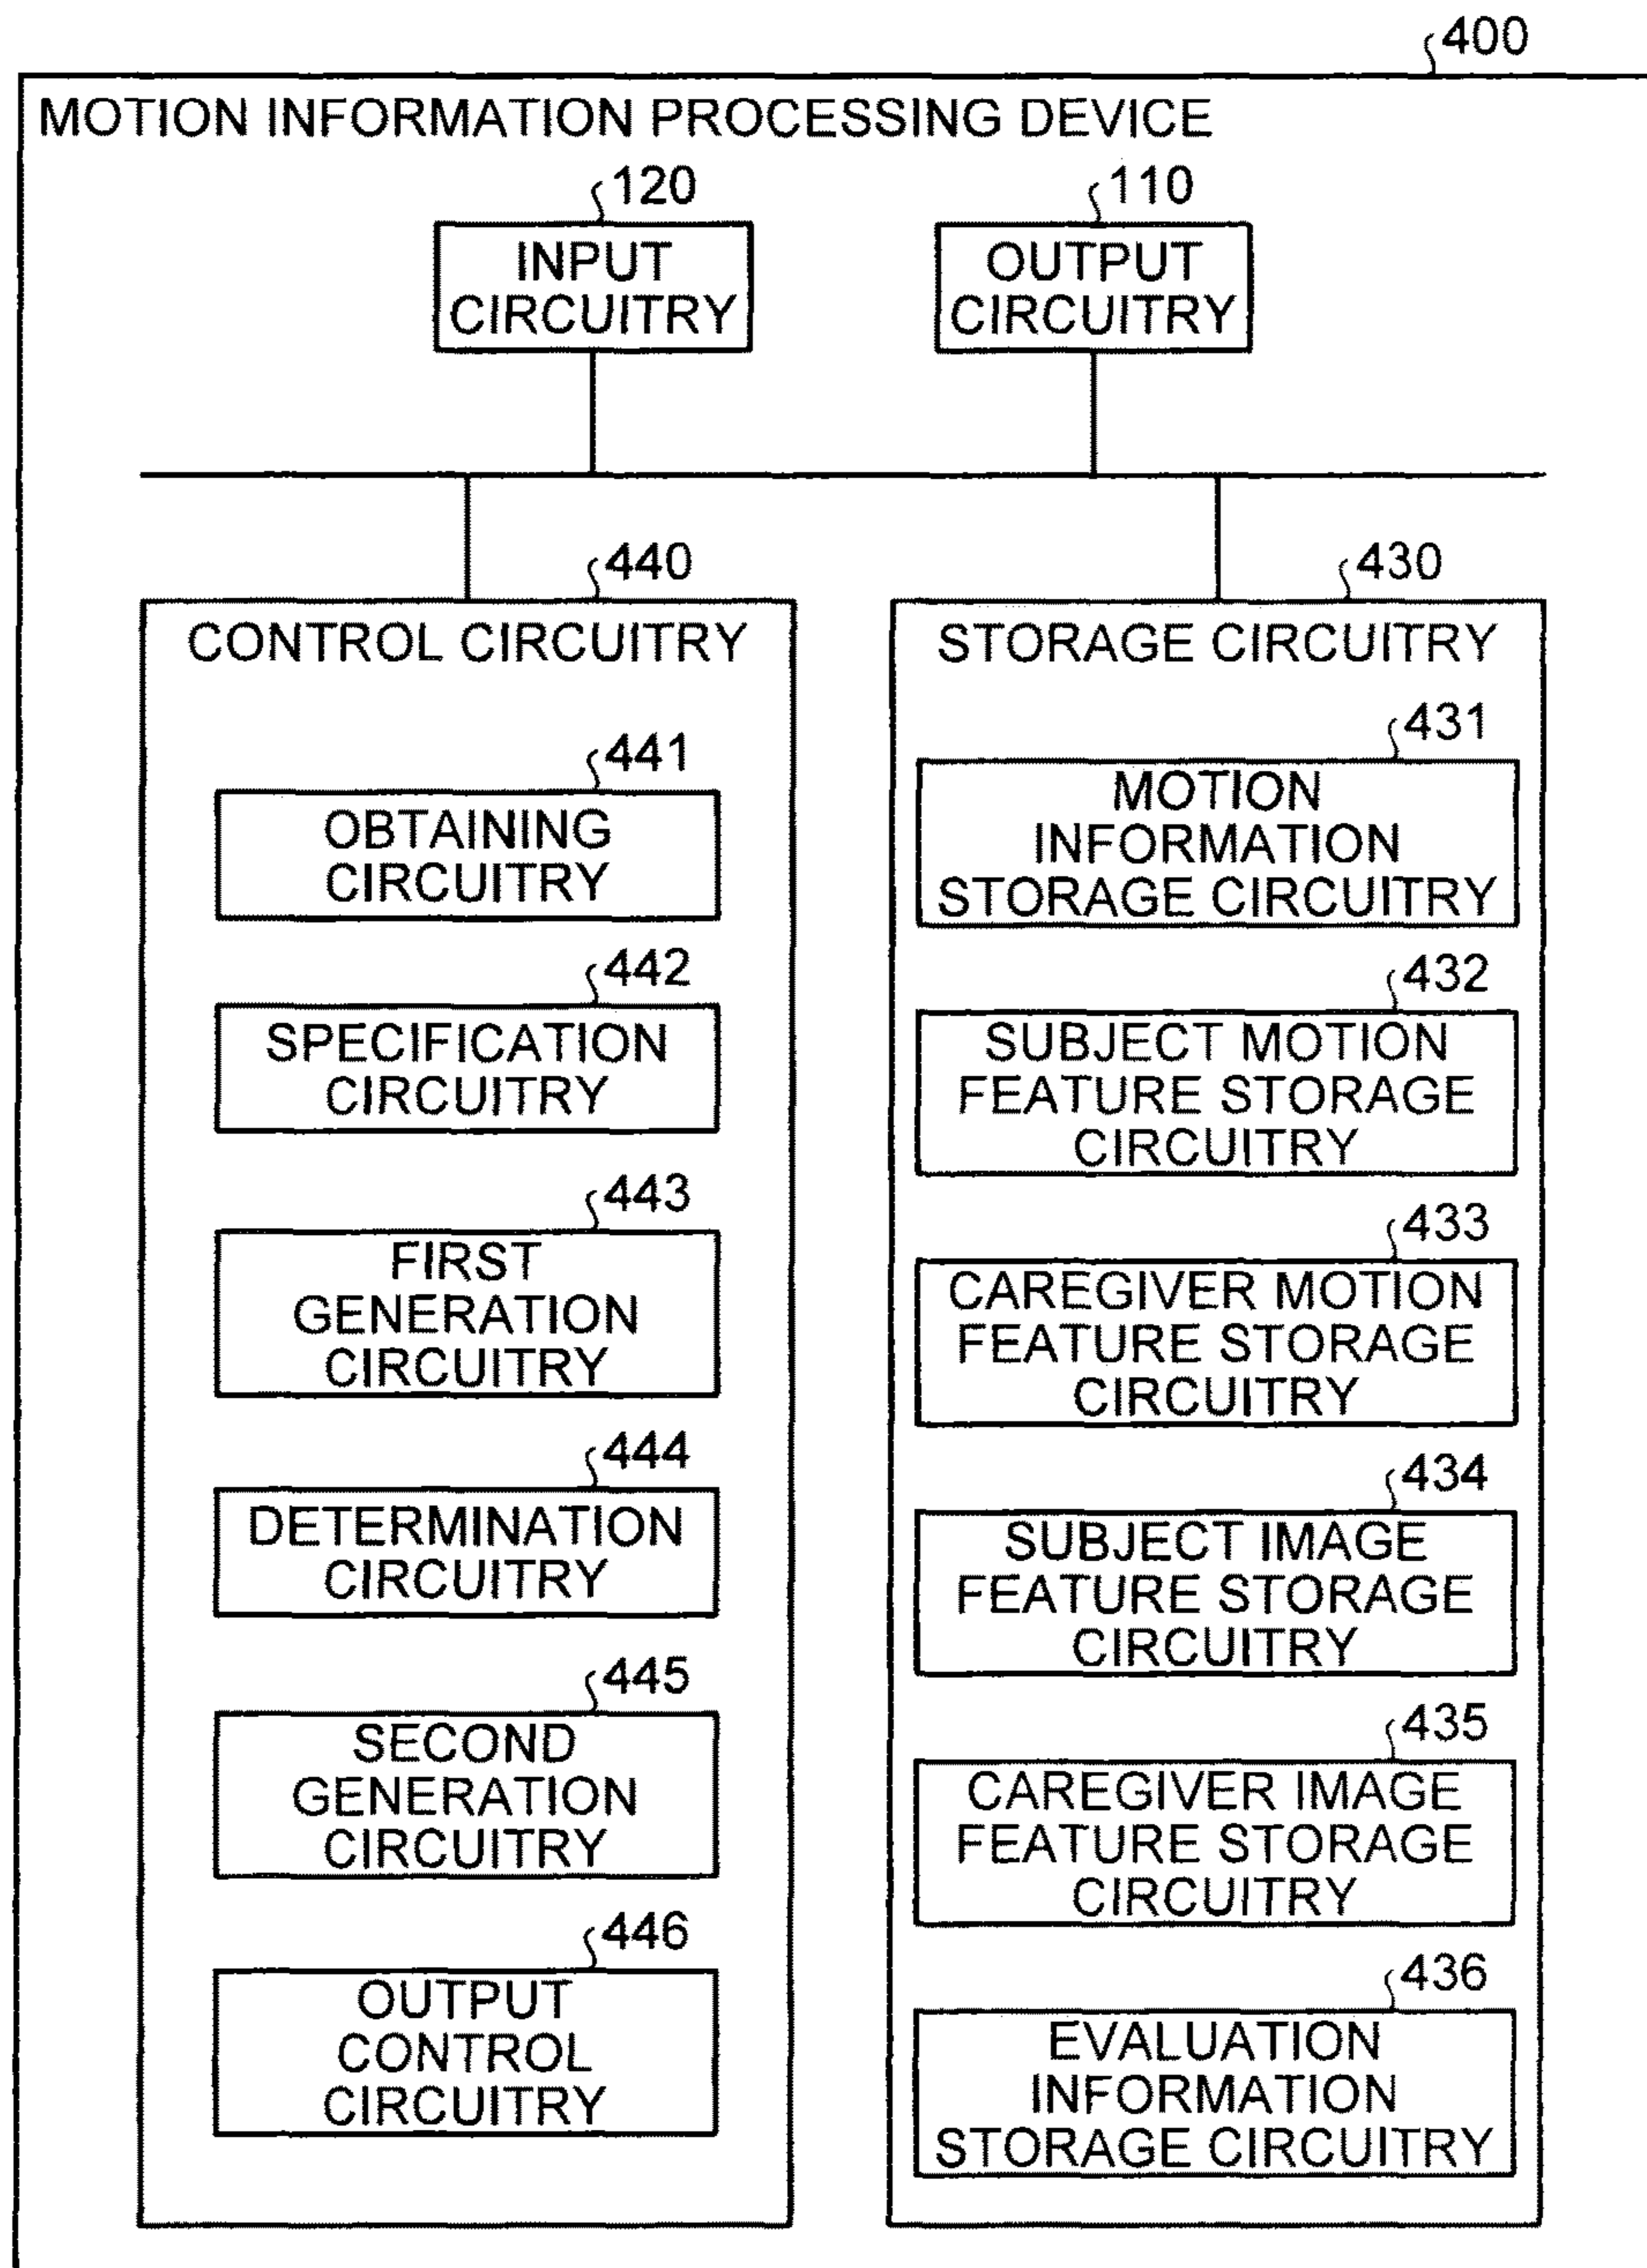 400
MOTION INFORMATION PROCESSING DEVICE
120
INPUT
CIRCUITRY
110
OUTPUT
CIRCUITRY
440
CONTROL CIRCUITRY
441
OBTAINING
CIRCUITRY
442
SPECIFICATION
CIRCUITRY
443
FIRST
GENERATION
CIRCUITRY
444
DETERMINATION
CIRCUITRY
445
SECOND
GENERATION
CIRCUITRY
446
OUTPUT
CONTROL
CIRCUITRY
430
STORAGE CIRCUITRY
431
MOTION
INFORMATION
STORAGE CIRCUITRY
432
SUBJECT MOTION
FEATURE STORAGE
CIRCUITRY
433
CAREGIVER MOTION
FEATURE STORAGE
CIRCUITRY
434
SUBJECT IMAGE
FEATURE STORAGE
CIRCUITRY
435
CAREGIVER IMAGE
FEATURE STORAGE
CIRCUITRY
436
EVALUATION
INFORMATION
STORAGE CIRCUITRY